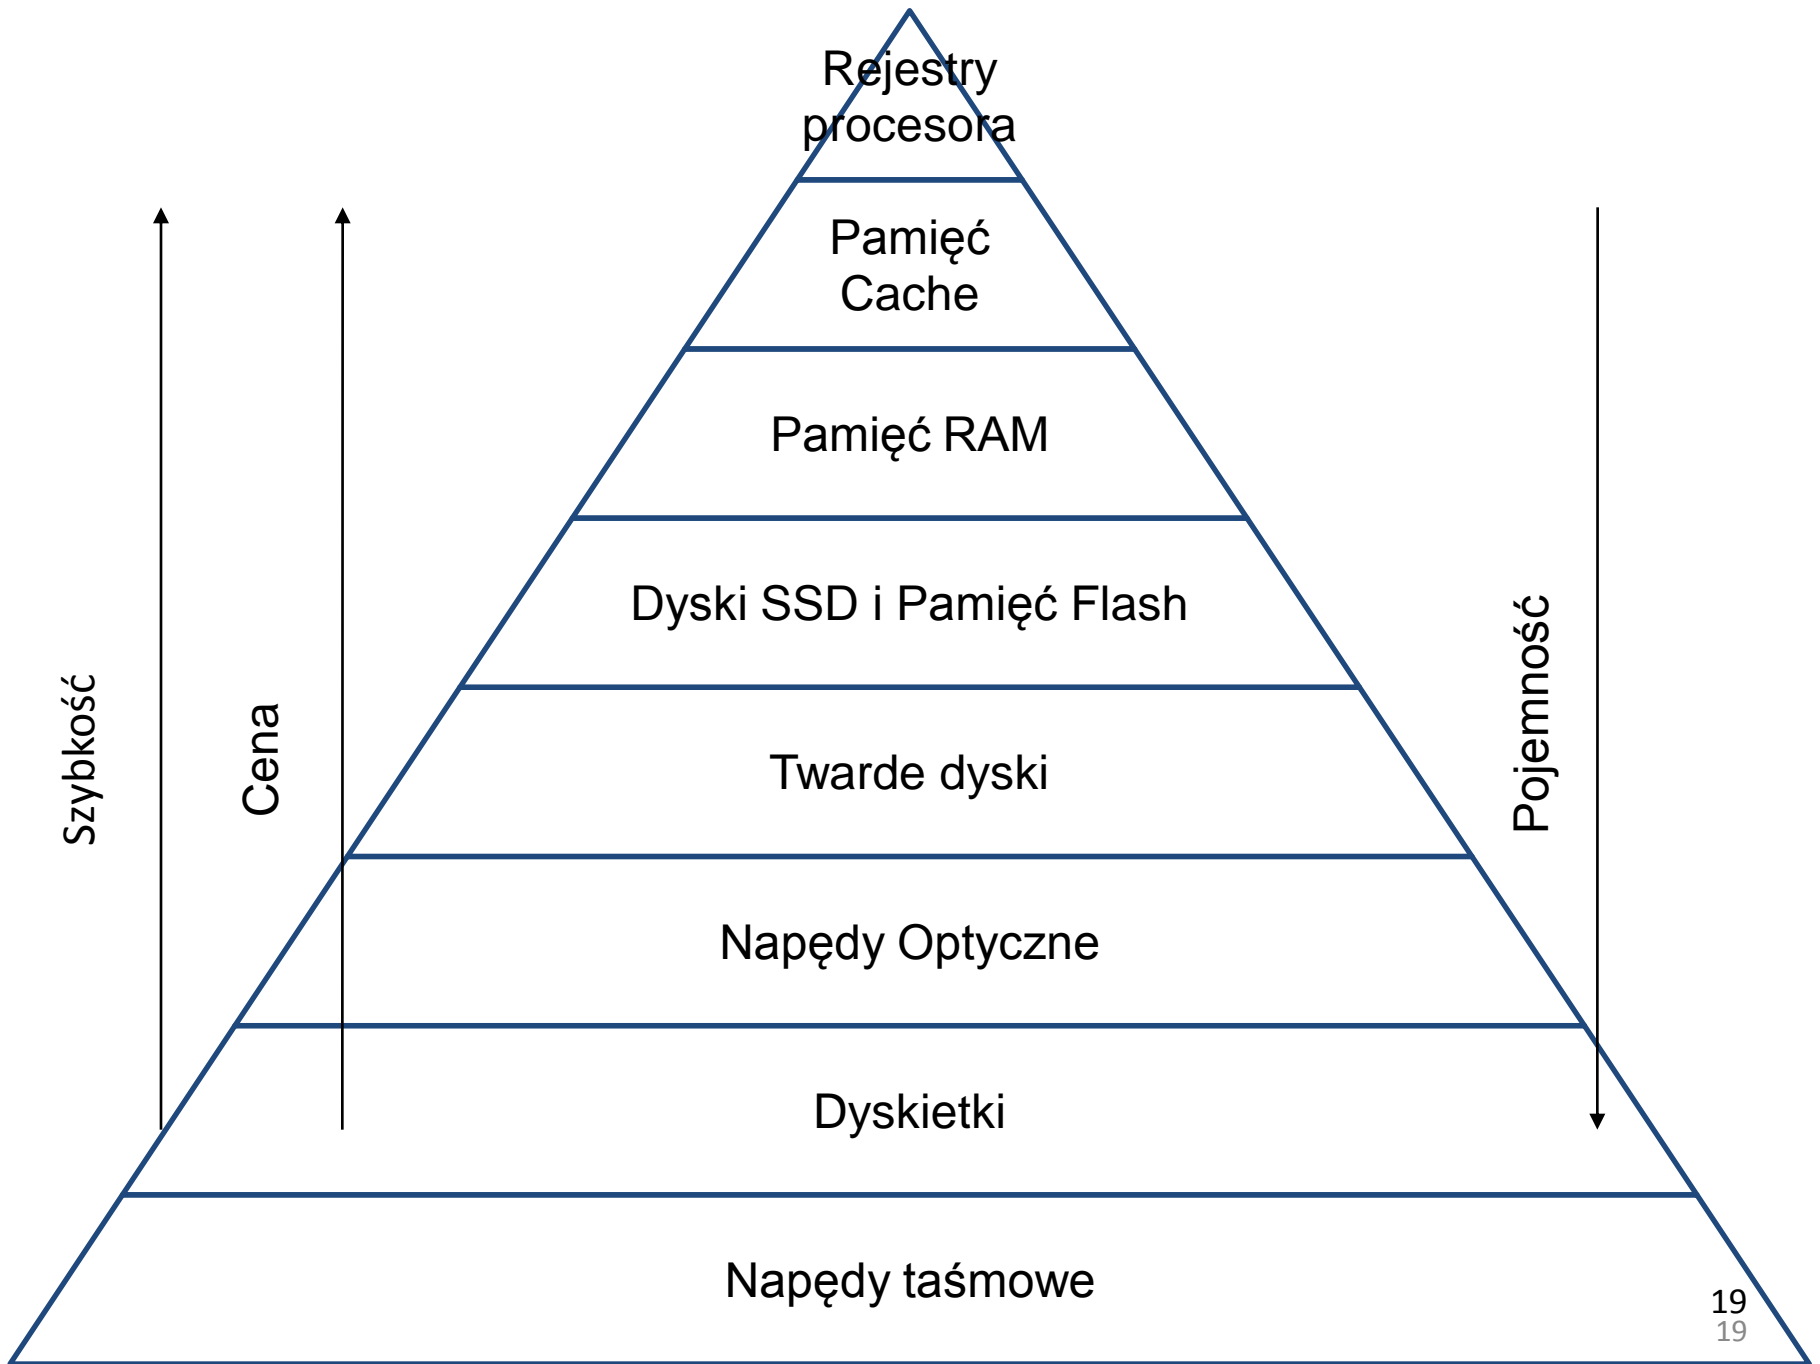 Rejestry
procesora
Pamięć
Cache
Pamięć RAM
Dyski SSD i Pamięć Flash
Twarde dyski
Napędy Optyczne
Dyskietki
Napędy taśmowe
Szybkość
Cena
Pojemność
19
19